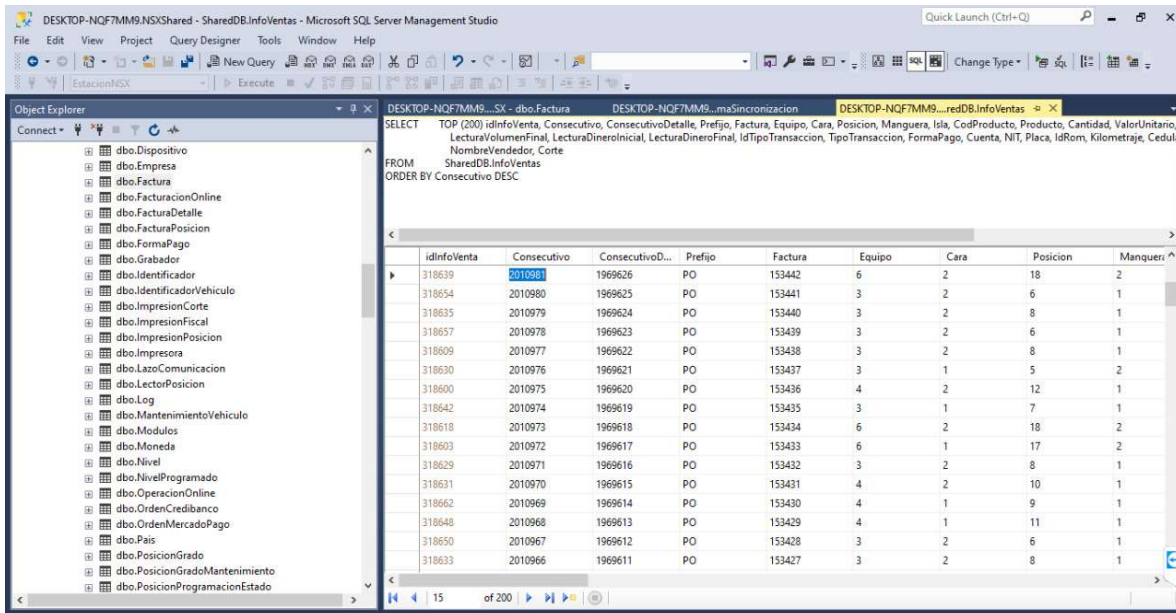 DESKTOP-NQF7MM9.NSXShared - SharedDB.InfoVentas - Microsoft SQL Server Management Studio
Quick Launch (Ctrl+Q)
File Edit View Project Query Designer Tools Window Help
New Query Change Type
EstacionNSX Execute
Object Explorer
Connect
dbo.Dispositivo
dbo.Empresa
dbo.Factura
dbo.FacturacionOnline
dbo.FacturaDetalle
dbo.FacturaPosicion
dbo.FormaPago
dbo.Grabador
dbo.Identificador
dbo.IdentificadorVehiculo
dbo.ImpresionCorte
dbo.ImpresionFiscal
dbo.ImpresionPosicion
dbo.Impresora
dbo.LazoComunicacion
dbo.LectorPosicion
dbo.Log
dbo.MantenimientoVehiculo
dbo.Modulos
dbo.Moneda
dbo.Nivel
dbo.NivelProgramado
dbo.OperacionOnline
dbo.OrdenCredibanco
dbo.OrdenMercadoPago
dbo.Pais
dbo.PosicionGrado
dbo.PosicionGradoMantenimiento
dbo.PosicionProgramacionEstado
DESKTOP-NQF7MM9....SX - dbo.Factura DESKTOP-NQF7MM9...maSincronizacion DESKTOP-NQF7MM9....redDB.InfoVentas
SELECT TOP (200) idInfoVenta, Consecutivo, ConsecutivoDetalle, Prefijo, Factura, Equipo, Cara, Posicion, Manguera, Isla, CodProducto, Producto, Cantidad, ValorUnitario,
LecturaVolumenFinal, LecturaDineroInicial, LecturaDineroFinal, IdTipoTransaccion, TipoTransaccion, FormaPago, Cuenta, NIT, Placa, IdRom, Kilometraje, Cedul
NombreVendedor, Corte
FROM SharedDB.InfoVentas
ORDER BY Consecutivo DESC
idInfoVenta Consecutivo ConsecutivoD... Prefijo Factura Equipo Cara Posicion Manguera
318639 2010981 1969626 PO 153442 6 2 18 2
318654 2010980 1969625 PO 153441 3 2 6 1
318635 2010979 1969624 PO 153440 3 2 8 1
318657 2010978 1969623 PO 153439 3 2 6 1
318609 2010977 1969622 PO 153438 3 2 8 1
318630 2010976 1969621 PO 153437 3 1 5 2
318600 2010975 1969620 PO 153436 4 2 12 1
318642 2010974 1969619 PO 153435 3 1 7 1
318618 2010973 1969618 PO 153434 6 2 18 2
318603 2010972 1969617 PO 153433 6 1 17 2
318629 2010971 1969616 PO 153432 3 2 8 1
318631 2010970 1969615 PO 153431 4 2 10 1
318662 2010969 1969614 PO 153430 4 1 9 1
318648 2010968 1969613 PO 153429 4 1 11 1
318650 2010967 1969612 PO 153428 3 2 6 1
318633 2010966 1969611 PO 153427 3 2 8 1
15 of 200